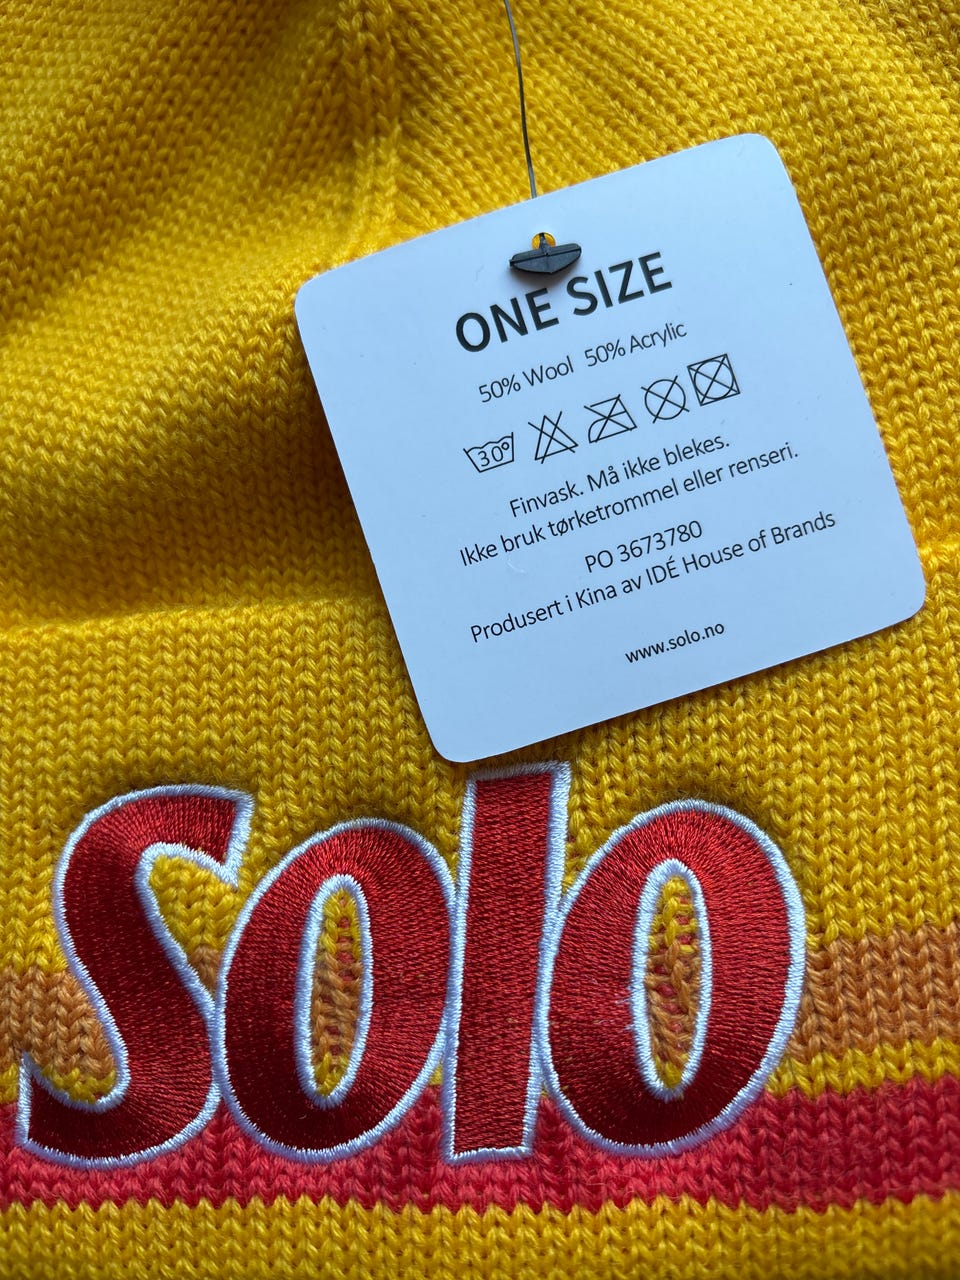 ONE SIZE
50% Wool 50% Acrylic
30°
Finvask. Må ikke blekes.
Ikke bruk tørketrommel eller renseri.
PO 3673780
Produsert i Kina av IDÉ House of Brands
www.solo.no
Solo